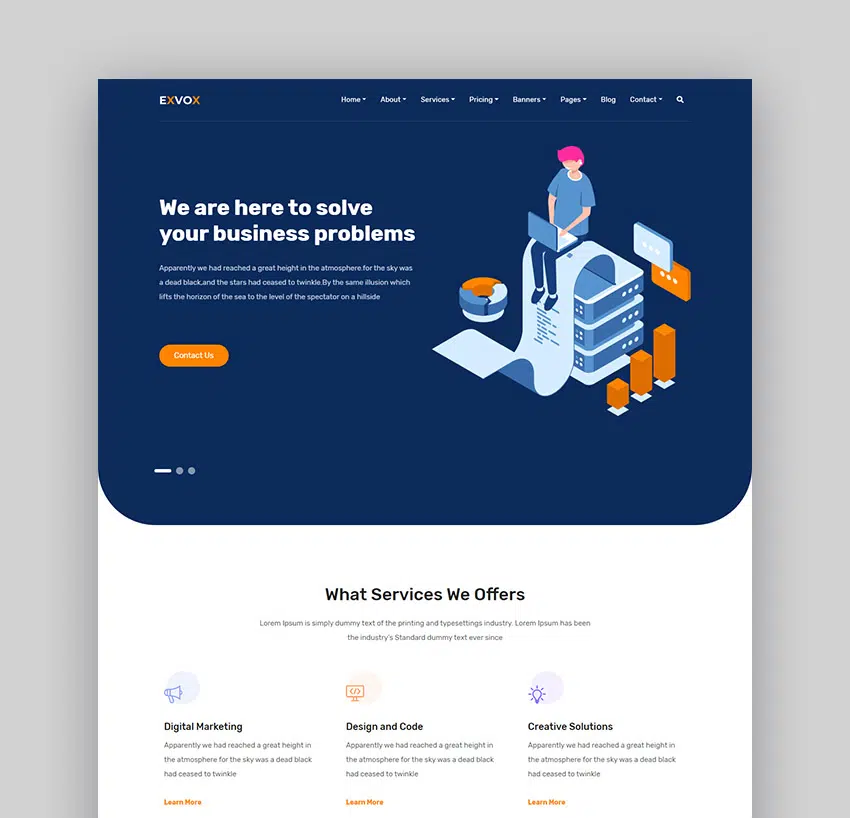 EXVOX
Home About Services Pricing Banners Pages Blog Contact
We are here to solve
your business problems
Apparently we had reached a great height in the atmosphere.for the sky was
a dead black,and the stars had ceased to twinkle.By the same illusion which
lifts the horizon of the sea to the level of the spectator on a hillside
Contact Us
What Services We Offers
Lorem Ipsum is simply dummy text of the printing and typesettings industry. Lorem Ipsum has been
the industry's Standard dummy text ever since
Digital Marketing
Apparently we had reached a great height in
the atmosphere for the sky was a dead black
had ceased to twinkle
Learn More
Design and Code
Apparently we had reached a great height in
the atmosphere for the sky was a dead black
had ceased to twinkle
Learn More
Creative Solutions
Apparently we had reached a great height in
the atmosphere for the sky was a dead black
had ceased to twinkle
Learn More